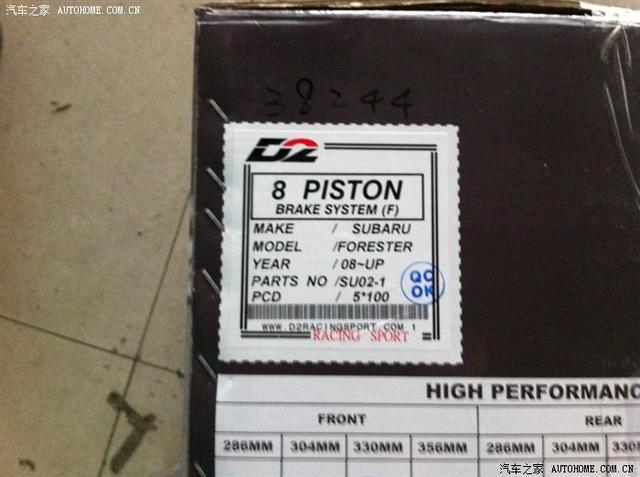 汽车之家 AUTOHOME.COM.CN
38244
D2
8 PISTON
BRAKE SYSTEM (F)
MAKE / SUBARU
MODEL /FORESTER
YEAR / 08~UP
PARTS NO /SU02-1
PCD / 5*100
QC OK
WWW.D2RACINGSPORT.COM 1
RACING SPORT
HIGH PERFORMANC
FRONT REAR
286MM 304MM 330MM 356MM 286MM 304MM 330
汽车之家 AUTOHOME.COM.CN